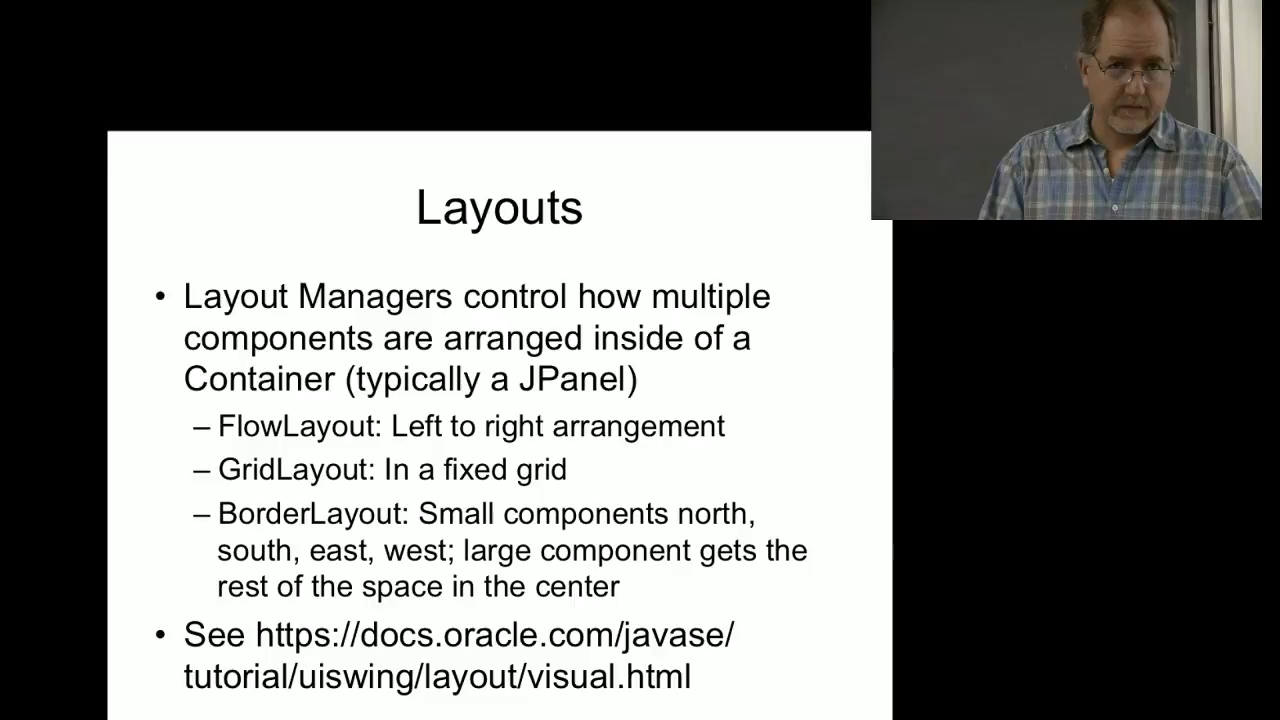 Layouts
• Layout Managers control how multiple
components are arranged inside of a
Container (typically a JPanel)
– FlowLayout: Left to right arrangement
– GridLayout: In a fixed grid
– BorderLayout: Small components north,
south, east, west; large component gets the
rest of the space in the center
• See https://docs.oracle.com/javase/
tutorial/uiswing/layout/visual.html